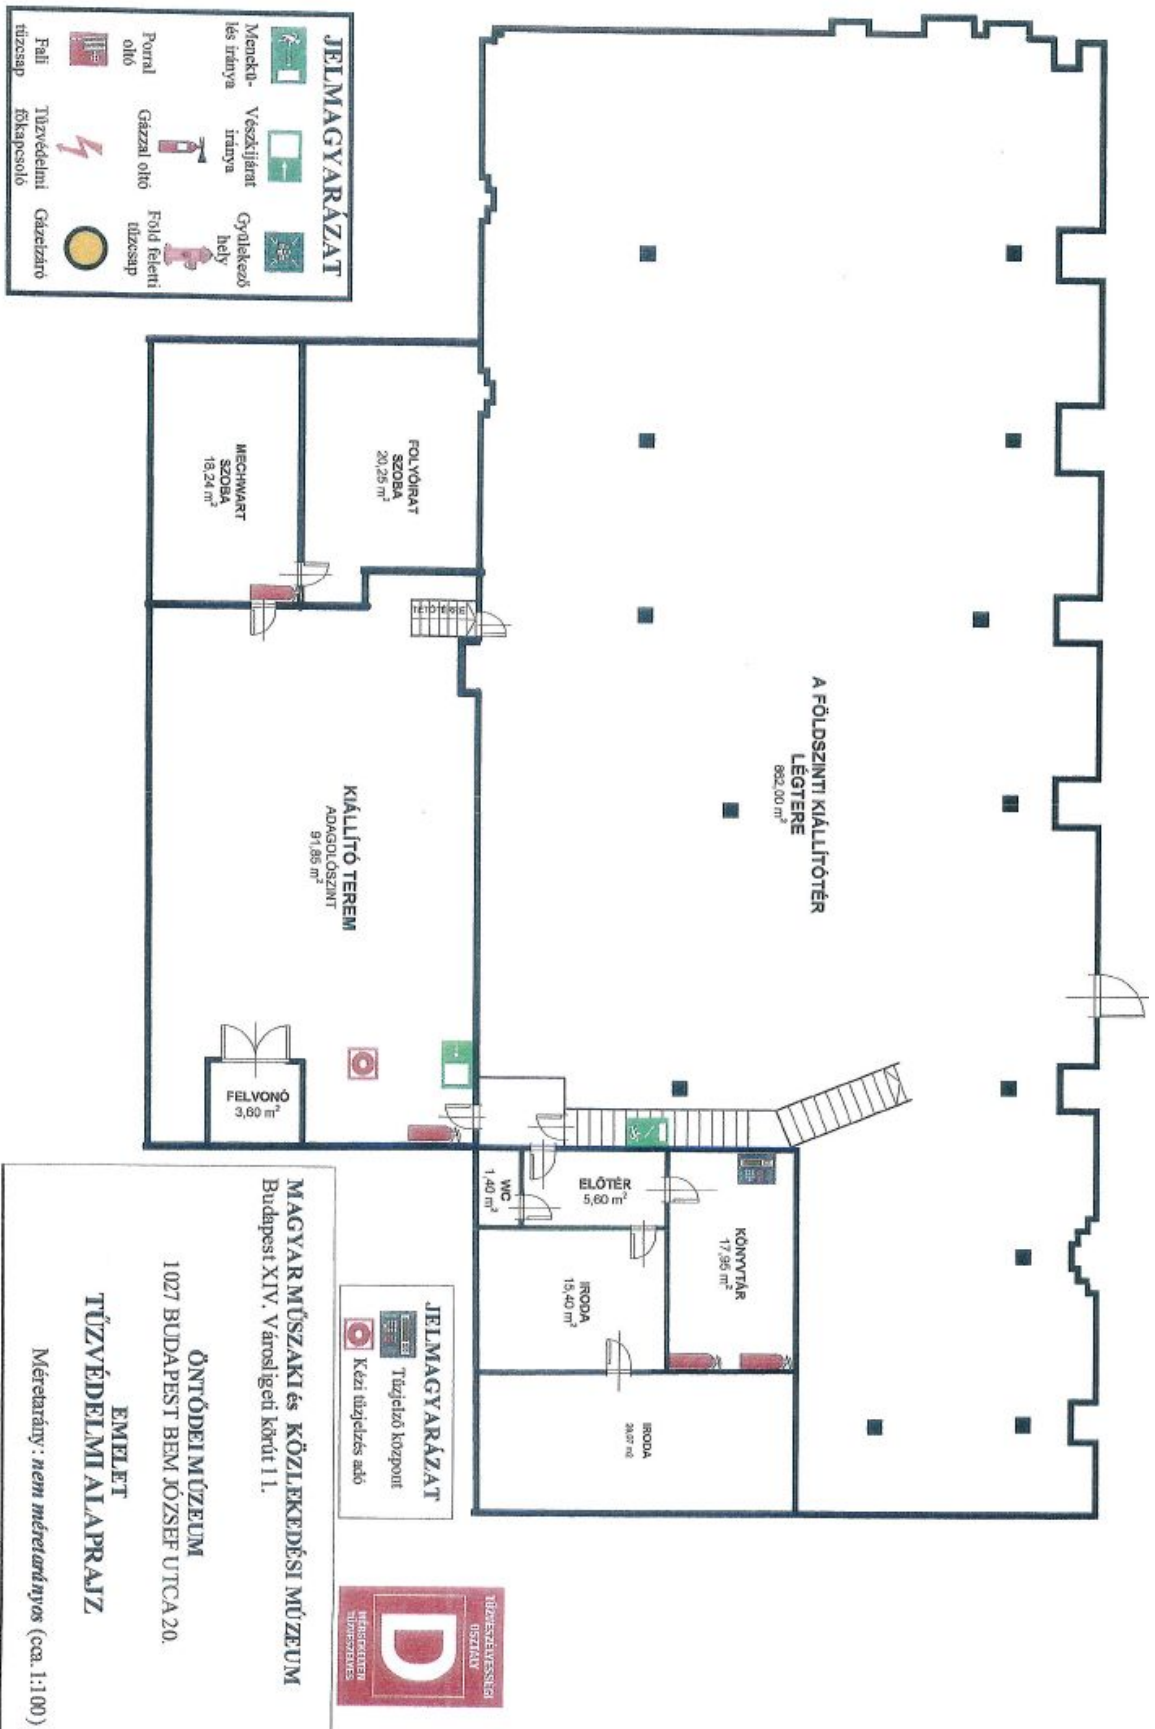 JELMAGYARÁZAT
Menekü-
lés iránya
Vészkijárat
iránya
Gyülekező
hely
Porral
oltó
Gázzal oltó
Föld feletti
tűzcsap
Fali
tűzcsap
Tűzvédelmi
főkapcsoló
Gázelzáró
A FÖLDSZINTI KIÁLLÍTÓTÉR
LÉGTERE
862,00 m²
FOLYÓIRAT
SZOBA
20,25 m²
MECHWART
SZOBA
18,24 m²
KIÁLLÍTÓ TEREM
ADAGOLÓSZINT
91,85 m²
FELVONÓ
3,60 m²
WC
1,40 m²
ELŐTÉR
5,60 m²
KÖNYVTÁR
17,95 m²
IRODA
15,40 m²
IRODA
JELMAGYARÁZAT
Tűzjelző központ
Kézi tűzjelzés adó
TŰZVESZÉLYESSÉGI
OSZTÁLY
D
MÉRSÉKELTEN
TŰZVESZÉLYES
MAGYAR MŰSZAKI és KÖZLEKEDÉSI MÚZEUM
Budapest XIV. Városligeti körút 11.
ÖNTÖDEI MÚZEUM
1027 BUDAPEST BEM JÓZSEF UTCA 20.
EMELET
TŰZVÉDELMI ALAPRAJZ
Méretarány: nem méretarányos (cca. 1:100)